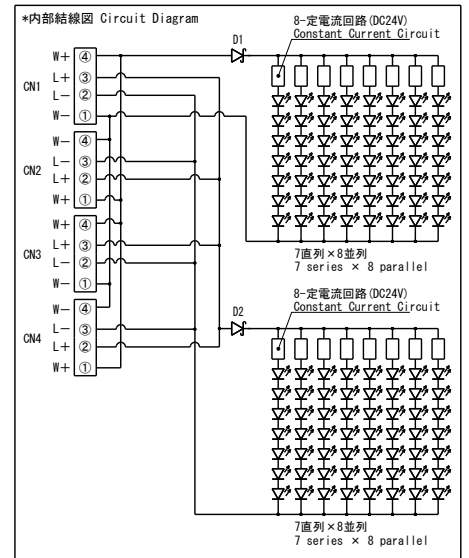 *内部結線図 Circuit Diagram
D1
8-定電流回路(DC24V)
Constant Current Circuit
CN1
W+ ④
L+ ③
L- ②
W- ①
CN2
W- ④
L- ③
L+ ②
W+ ①
CN3
W+ ④
L+ ③
L- ②
W- ①
7直列×8並列
7 series × 8 parallel
D2
8-定電流回路(DC24V)
Constant Current Circuit
CN4
W- ④
L- ③
L+ ②
W+ ①
7直列×8並列
7 series × 8 parallel